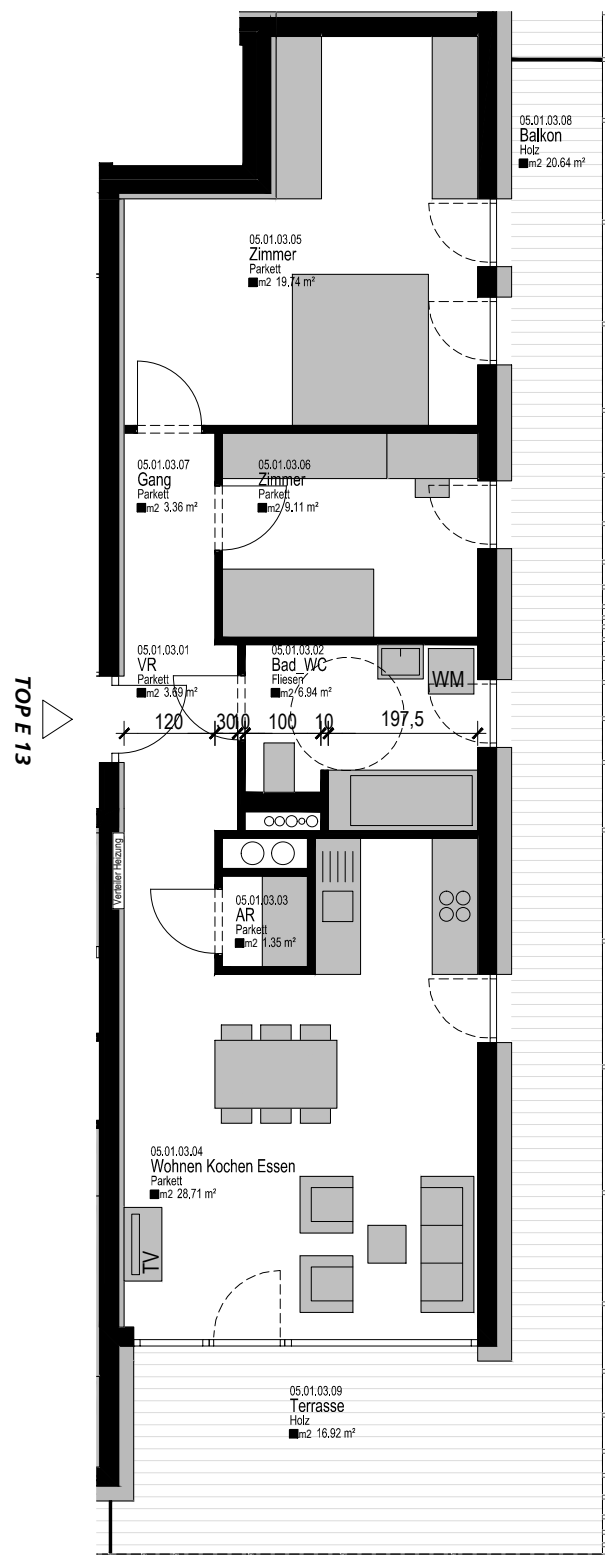 05.01.03.08
Balkon
Holz
m2 20.64 m²
05.01.03.05
Zimmer
Parkett
m2 19.74 m²
05.01.03.07
Gang
Parkett
m2 3.36 m²
05.01.03.06
Zimmer
Parkett
m2 9.11 m²
05.01.03.01
VR
Parkett
m2 3.69 m²
05.01.03.02
Bad_WC
Fliesen
m2 6.94 m²
WM
TOP E 13
120
30
10
100
10
197,5
Verteiler Heizung
05.01.03.03
AR
Parkett
m2 1.35 m²
05.01.03.04
Wohnen Kochen Essen
Parkett
m2 28.71 m²
TV
05.01.03.09
Terrasse
Holz
m2 16.92 m²